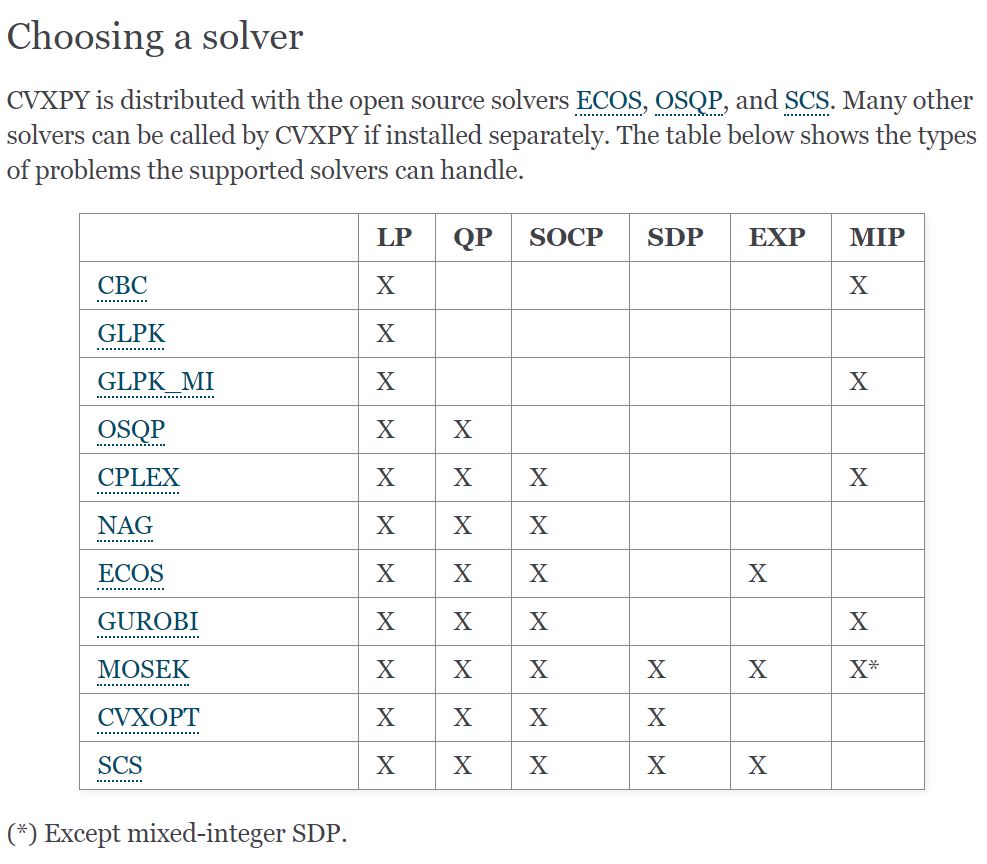 Choosing a solver
CVXPY is distributed with the open source solvers ECOS, OSQP, and SCS. Many other
solvers can be called by CVXPY if installed separately. The table below shows the types
of problems the supported solvers can handle.
LP QP SOCP SDP EXP MIP
CBC X X
GLPK X
GLPK_MI X X
OSQP X X
CPLEX X X X X
NAG X X X
ECOS X X X X
GUROBI X X X X
MOSEK X X X X X X*
CVXOPT X X X X
SCS X X X X X
(*) Except mixed-integer SDP.